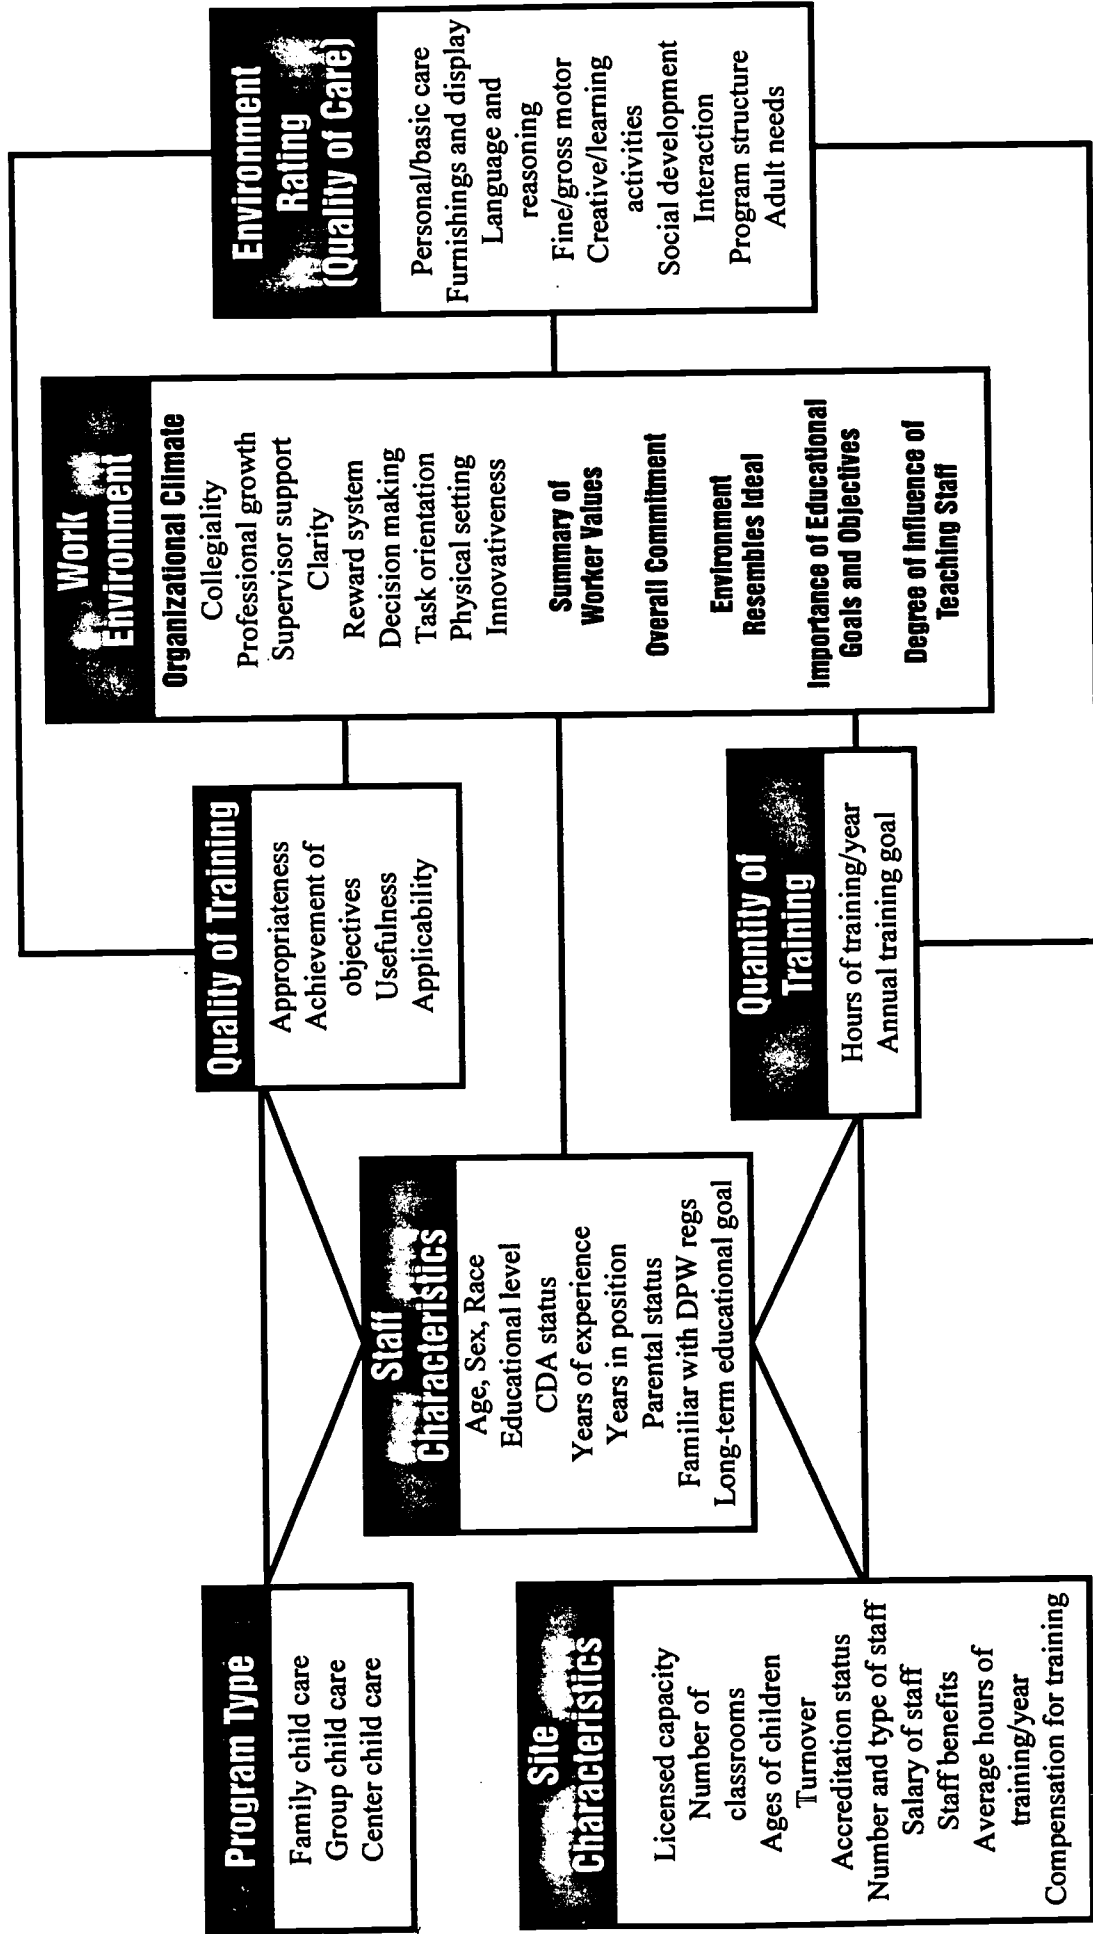 Program Type
Family child care
Group child care
Center child care
Site
Characteristics
Licensed capacity
Number of
classrooms
Ages of children
Turnover
Accreditation status
Number and type of staff
Salary of staff
Staff benefits
Average hours of
training/year
Compensation for training
Staff
Characteristics
Age, Sex, Race
Educational level
CDA status
Years of experience
Years in position
Parental status
Familiar with DPW regs
Long-term educational goal
Quality of Training
Appropriateness
Achievement of
objectives
Usefulness
Applicability
Quantity of
Training
Hours of training/year
Annual training goal
Work
Environment
Organizational Climate
Collegiality
Professional growth
Supervisor support
Clarity
Reward system
Decision making
Task orientation
Physical setting
Innovativeness
Summary of
Worker Values
Overall Commitment
Environment
Resembles Ideal
Importance of Educational
Goals and Objectives
Degree of Influence of
Teaching Staff
Environment
Rating
(Quality of Care)
Personal/basic care
Furnishings and display
Language and
reasoning
Fine/gross motor
Creative/learning
activities
Social development
Interaction
Program structure
Adult needs